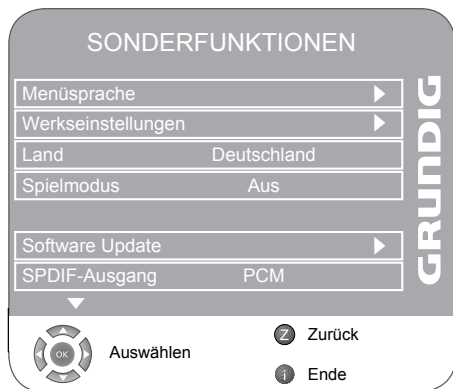 SONDERFUNKTIONEN
Menüsprache
Werkseinstellungen
Land Deutschland
Spielmodus Aus
Software Update
SPDIF-Ausgang PCM
GRUNDIG
OK Auswählen
Z Zurück
i Ende